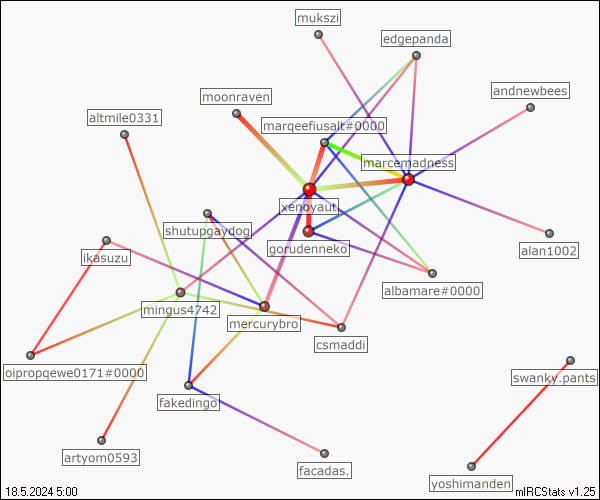 mukszi
edgepanda
andnewbees
moonraven
altmile0331
marqeefiusalt#0000
marcemadness
xenoyaut
shutupgaydog
gorudenneko
alan1002
ikasuzu
albamare#0000
mingus4742
mercurybro
csmaddi
oipropqewe0171#0000
swanky.pants
fakedingo
artyom0593
facadas.
yoshimanden
18.5.2024 5:00
mIRCStats v1.25